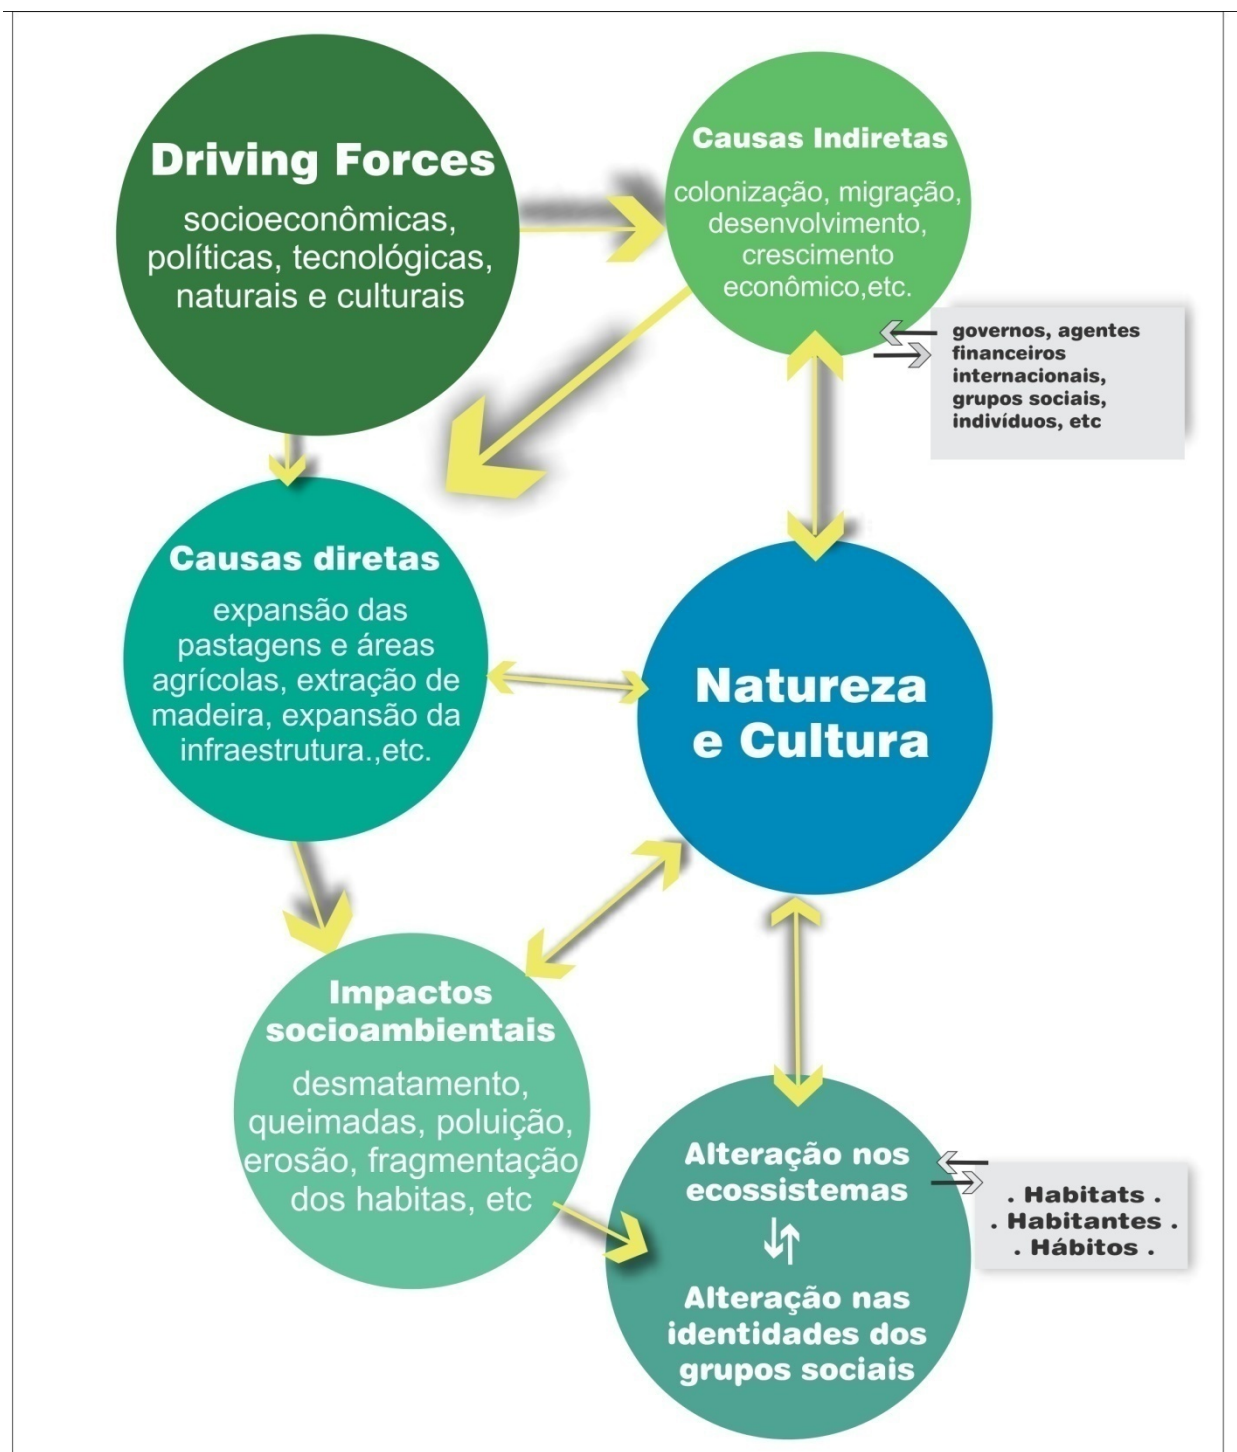 Driving Forces
socioeconômicas,
políticas, tecnológicas,
naturais e culturais
Causas Indiretas
colonização, migração,
desenvolvimento,
crescimento
econômico,etc.
governos, agentes
financeiros
internacionais,
grupos sociais,
indivíduos, etc
Causas diretas
expansão das
pastagens e áreas
agrícolas, extração de
madeira, expansão da
infraestrutura.,etc.
Natureza
e Cultura
Impactos
socioambientais
desmatamento,
queimadas, poluição,
erosão, fragmentação
dos habitas, etc
Alteração nos
ecossistemas
Alteração nas
identidades dos
grupos sociais
. Habitats .
. Habitantes .
. Hábitos .